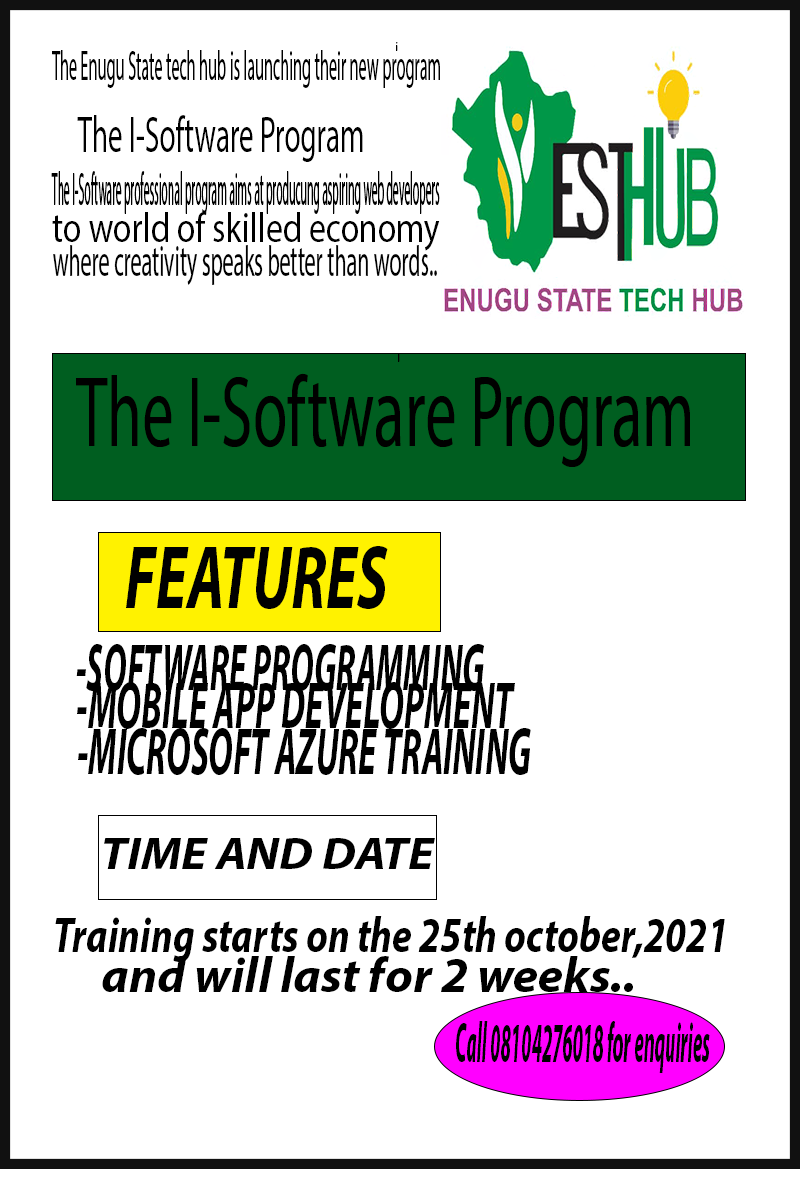 The Enugu State tech hub is launching their new program
The I-Software Program
The I-Software professional program aims at producung aspiring web developers
to world of skilled economy
where creativity speaks better than words..
ESTHUB
ENUGU STATE TECH HUB
The I-Software Program
FEATURES
-SOFTWARE PROGRAMMING
-MOBILE APP DEVELOPMENT
-MICROSOFT AZURE TRAINING
TIME AND DATE
Training starts on the 25th october,2021
and will last for 2 weeks..
Call 08104276018 for enquiries